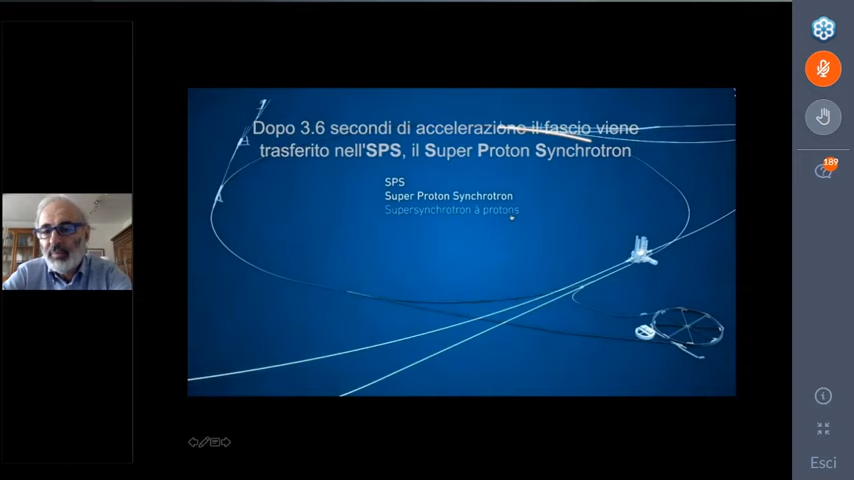 Dopo 3.6 secondi di accelerazione il fascio viene
trasferito nell'SPS, il Super Proton Synchrotron
SPS
Super Proton Synchrotron
Supersynchrotron à protons
189
Esci